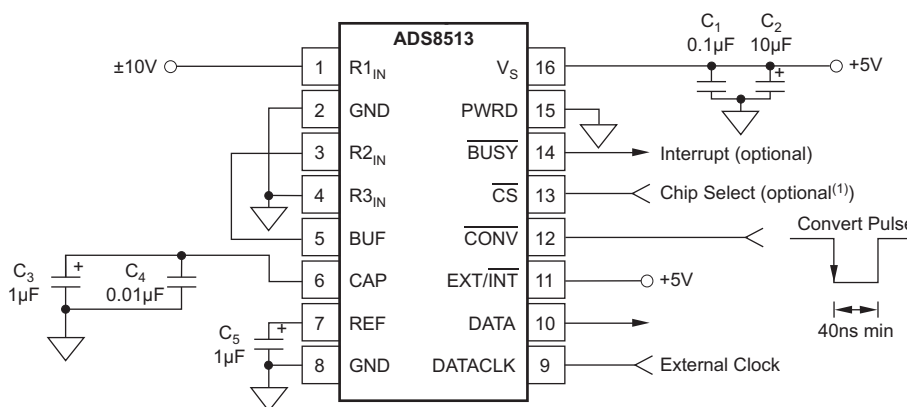 ADS8513
C1
0.1µF
C2
10µF
±10V
1
R1IN
VS
16
+5V
2
GND
PWRD
15
3
R2IN
BUSY
14
Interrupt (optional)
4
R3IN
CS
13
Chip Select (optional(1))
5
BUF
CONV
12
Convert Pulse
40ns min
C3
1µF
+
C4
0.01µF
6
CAP
EXT/INT
11
+5V
C5
1µF
+
7
REF
DATA
10
8
GND
DATACLK
9
External Clock
+